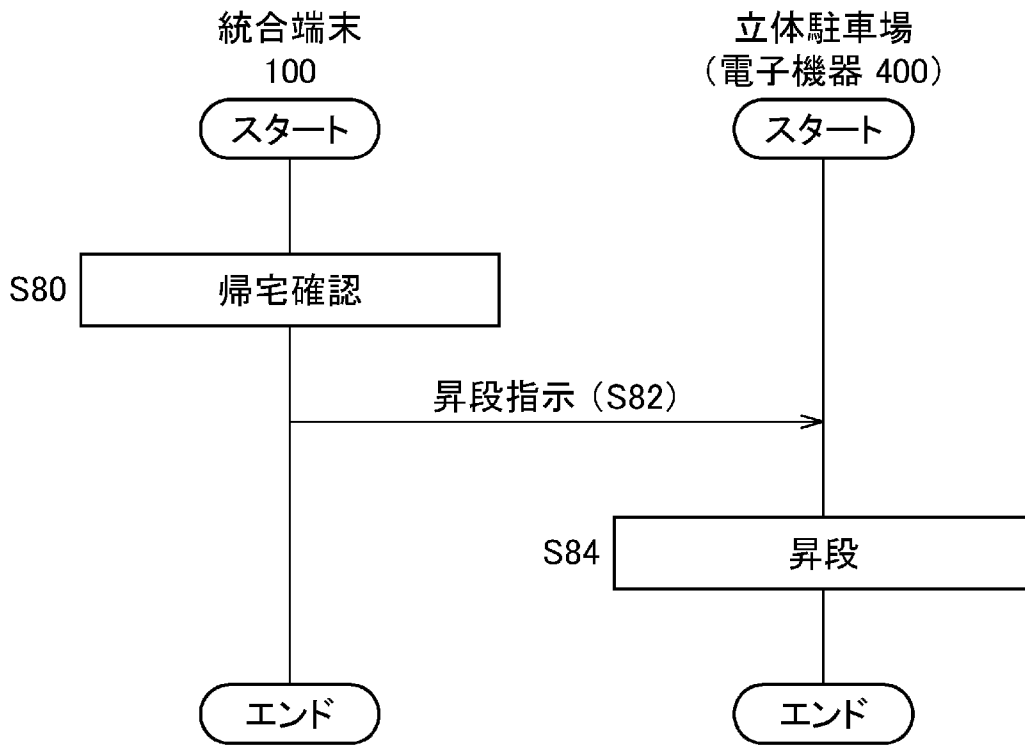 統合端末
100
立体駐車場
（電子機器 400）
スタート
スタート
S80
帰宅確認
昇段指示（S82）
S84
昇段
エンド
エンド